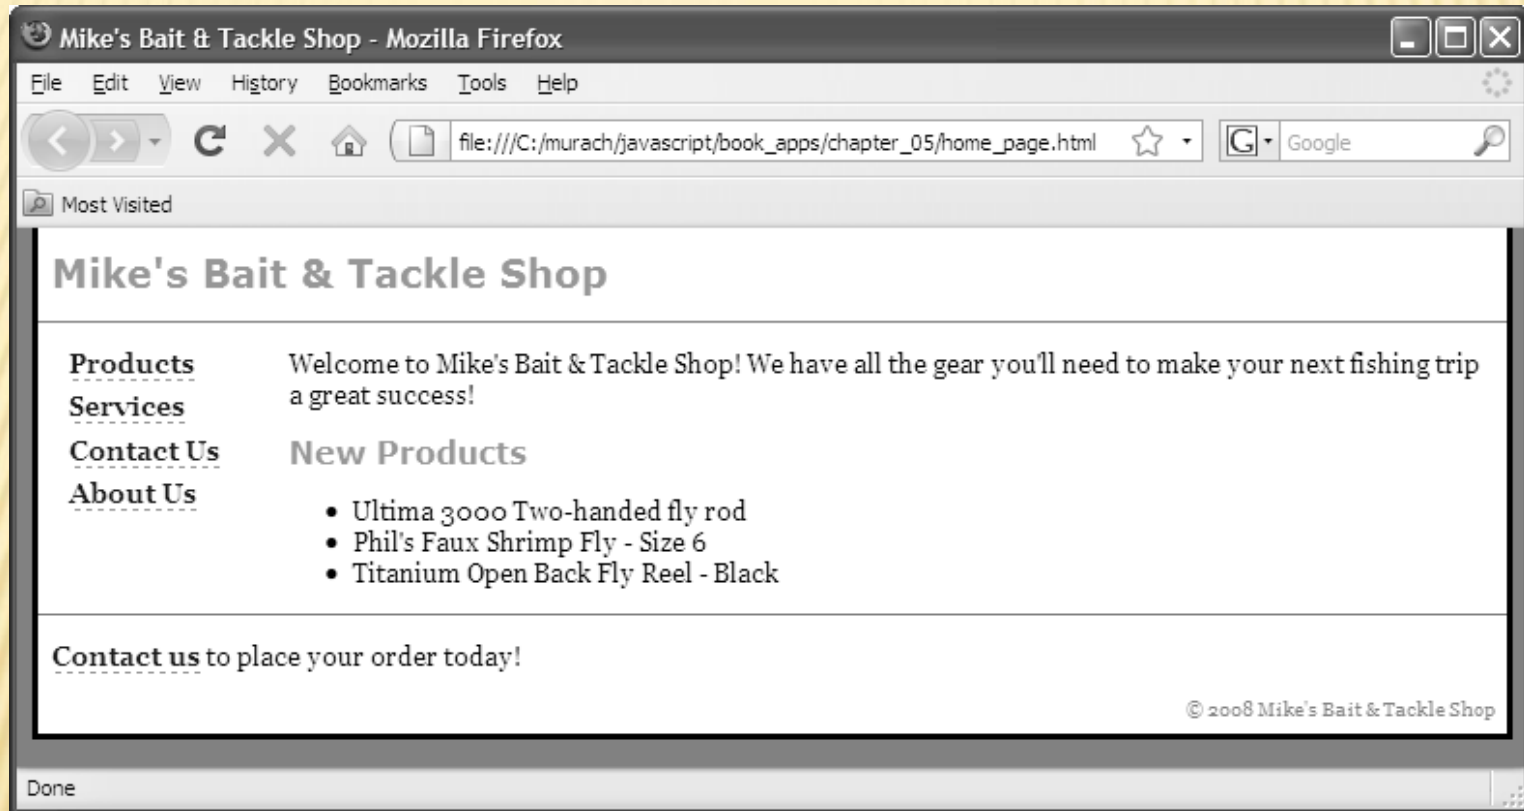 Mike's Bait & Tackle Shop - Mozilla Firefox
File Edit View History Bookmarks Tools Help
file:///C:/murach/javascript/book_apps/chapter_05/home_page.html G Google
Most Visited
Mike's Bait & Tackle Shop
Products
Services
Contact Us
About Us
Welcome to Mike's Bait & Tackle Shop! We have all the gear you'll need to make your next fishing trip
a great success!
New Products
• Ultima 3000 Two-handed fly rod
• Phil's Faux Shrimp Fly - Size 6
• Titanium Open Back Fly Reel - Black
Contact us to place your order today!
© 2008 Mike's Bait & Tackle Shop
Done